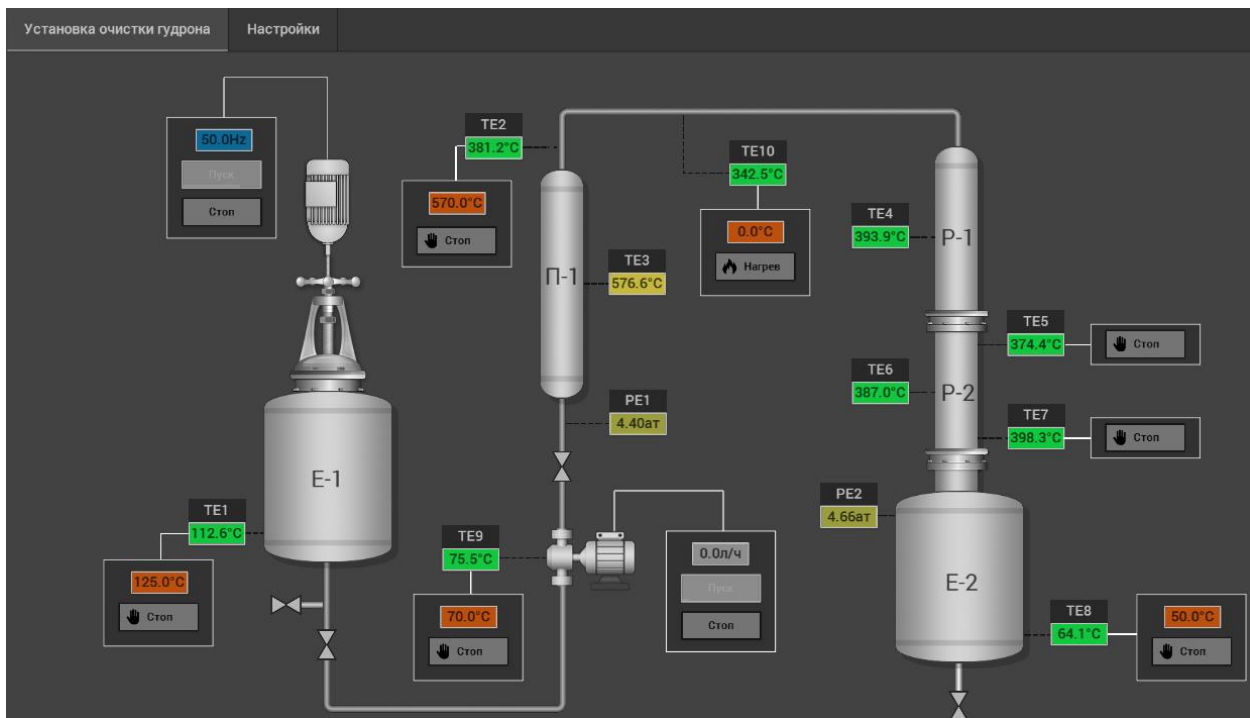 Установка очистки гудрона
Настройки
50.0Hz
Пуск
Стоп
TE2
381.2°C
570.0°C
Стоп
TE10
342.5°C
0.0°C
Нагрев
TE3
576.6°C
П-1
PE1
4.40ат
TE4
393.9°C
Р-1
TE5
374.4°C
Стоп
TE6
387.0°C
Р-2
TE7
398.3°C
Стоп
E-1
TE1
112.6°C
125.0°C
Стоп
TE9
75.5°C
70.0°C
Стоп
0.0л/ч
Пуск
Стоп
PE2
4.66ат
E-2
TE8
64.1°C
50.0°C
Стоп